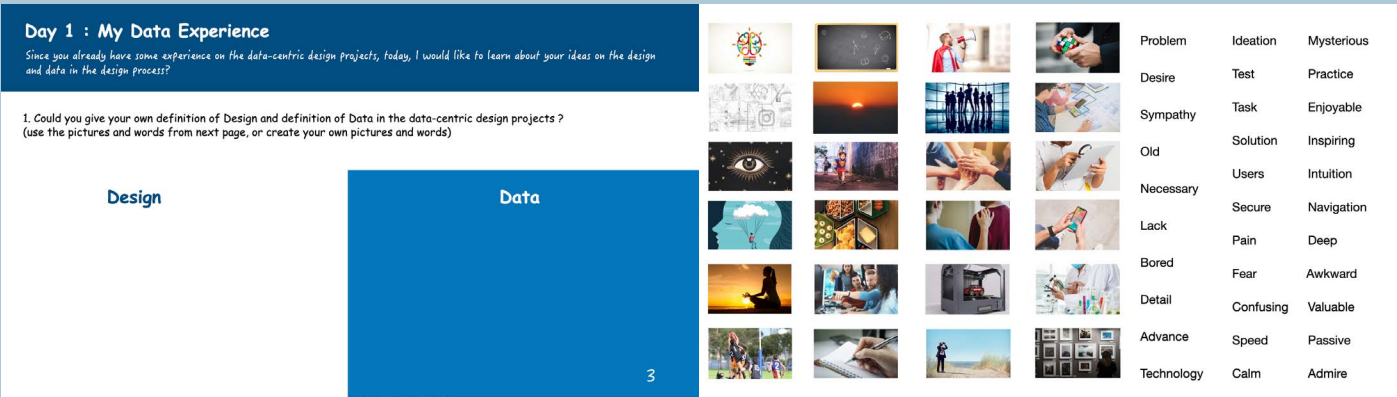 Day 1 : My Data Experience
Since you already have some experience on the data-centric design projects, today, I would like to learn about your ideas on the design
and data in the design process?
1. Could you give your own definition of Design and definition of Data in the data-centric design projects ?
(use the pictures and words from next page, or create your own pictures and words)
Design
Data
3
Problem
Desire
Sympathy
Old
Necessary
Lack
Bored
Detail
Advance
Technology
Ideation
Test
Task
Solution
Users
Secure
Pain
Fear
Confusing
Speed
Calm
Mysterious
Practice
Enjoyable
Inspiring
Intuition
Navigation
Deep
Awkward
Valuable
Passive
Admire